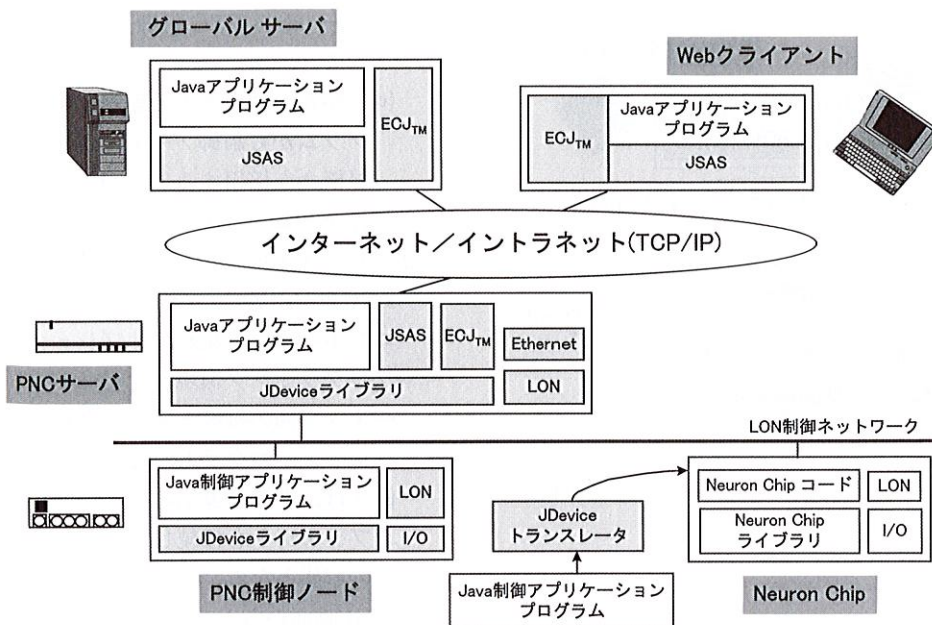 グローバル サーバ
Javaアプリケーション
プログラム
ECJTM
JSAS
Webクライアント
ECJTM
Javaアプリケーション
プログラム
JSAS
インターネット／イントラネット(TCP/IP)
Javaアプリケーション
プログラム
JSAS
ECJTM
Ethernet
JDeviceライブラリ
LON
PNCサーバ
LON制御ネットワーク
Java制御アプリケーション
プログラム
LON
JDeviceライブラリ
I/O
PNC制御ノード
JDevice
トランスレータ
Java制御アプリケーション
プログラム
Neuron Chip コード
LON
Neuron Chip
ライブラリ
I/O
Neuron Chip